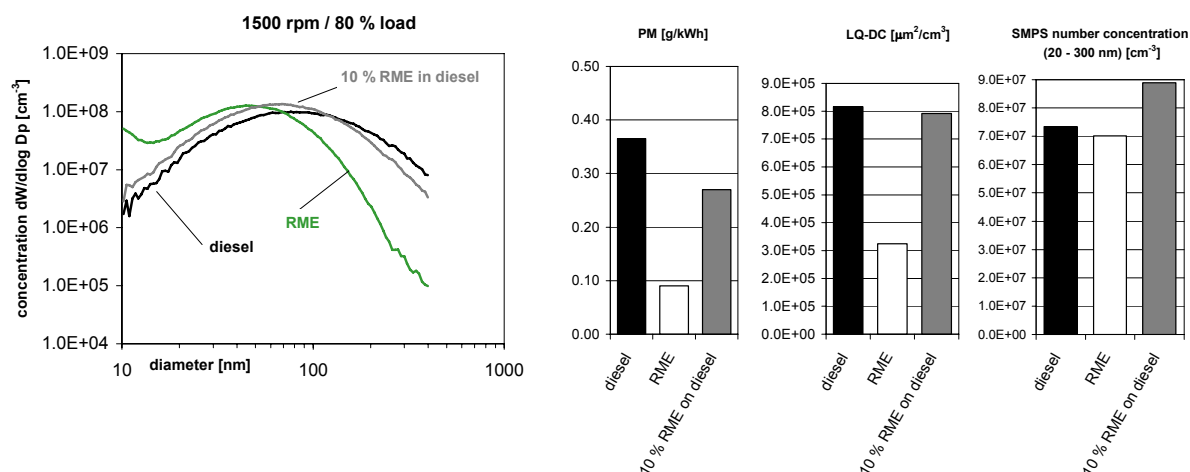 1500 rpm / 80 % load
concentration dW/dlog Dp [cm-3]
1.0E+09
1.0E+08
1.0E+07
1.0E+06
1.0E+05
1.0E+04
10 % RME in diesel
RME
diesel
diameter [nm]
10
100
1000
PM [g/kWh]
0.50
0.40
0.30
0.20
0.10
0.00
diesel
RME
10 % RME on diesel
LQ-DC [µm2/cm3]
9.0E+05
8.0E+05
7.0E+05
6.0E+05
5.0E+05
4.0E+05
3.0E+05
2.0E+05
1.0E+05
0.0E+00
diesel
RME
10 % RME on diesel
SMPS number concentration
(20 - 300 nm) [cm-3]
9.0E+07
8.0E+07
7.0E+07
6.0E+07
5.0E+07
4.0E+07
3.0E+07
2.0E+07
1.0E+07
0.0E+00
diesel
RME
10 % RME on diesel